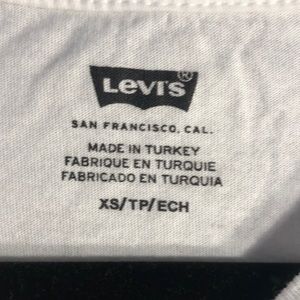 Levi's®
SAN FRANCISCO, CAL.
MADE IN TURKEY
FABRIQUE EN TURQUIE
FABRICADO EN TURQUIA
XS/TP/ECH